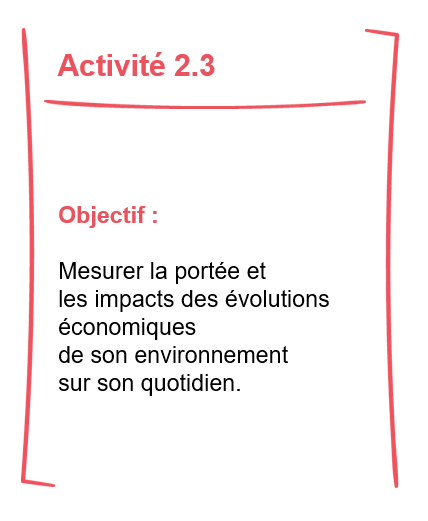 Activité 2.3
Objectif :
Mesurer la portée et
les impacts des évolutions
économiques
de son environnement
sur son quotidien.